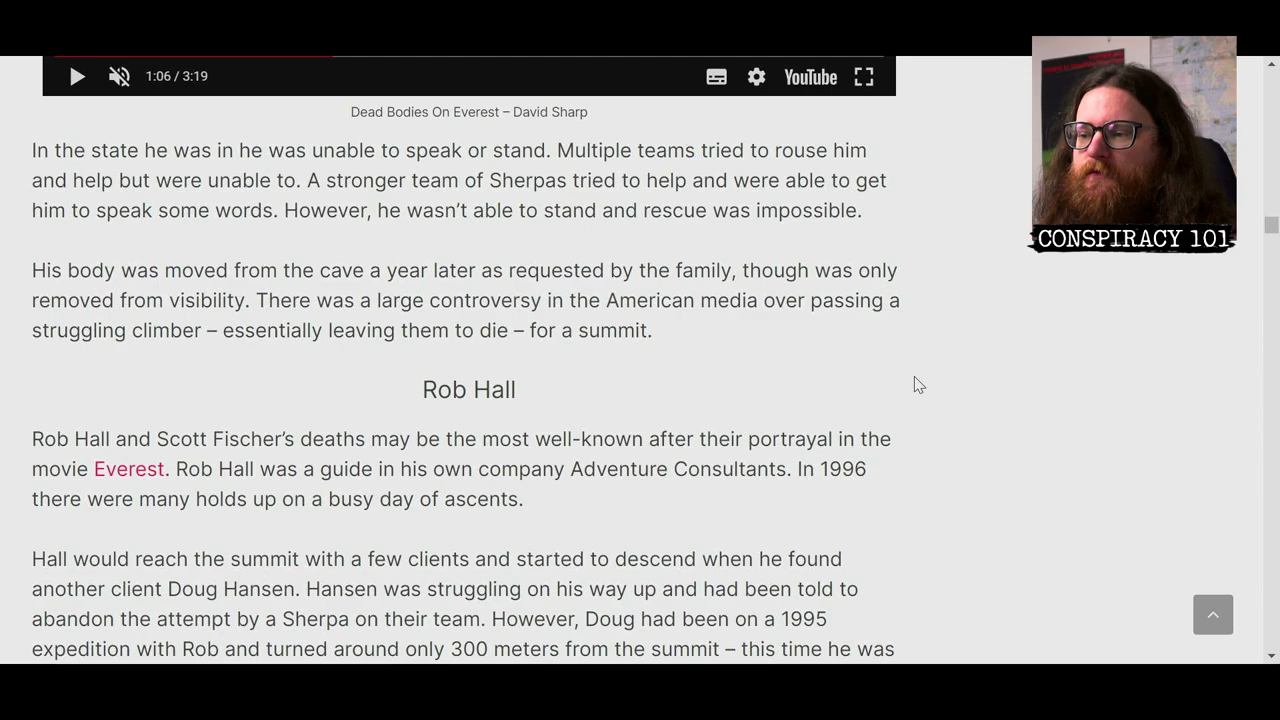 1:06 / 3:19
YouTube
Dead Bodies On Everest – David Sharp
In the state he was in he was unable to speak or stand. Multiple teams tried to rouse him
and help but were unable to. A stronger team of Sherpas tried to help and were able to get
him to speak some words. However, he wasn't able to stand and rescue was impossible.
CONSPIRACY 101
His body was moved from the cave a year later as requested by the family, though was only
removed from visibility. There was a large controversy in the American media over passing a
struggling climber – essentially leaving them to die – for a summit.
Rob Hall
Rob Hall and Scott Fischer's deaths may be the most well-known after their portrayal in the
movie Everest. Rob Hall was a guide in his own company Adventure Consultants. In 1996
there were many holds up on a busy day of ascents.
Hall would reach the summit with a few clients and started to descend when he found
another client Doug Hansen. Hansen was struggling on his way up and had been told to
abandon the attempt by a Sherpa on their team. However, Doug had been on a 1995
expedition with Rob and turned around only 300 meters from the summit – this time he was